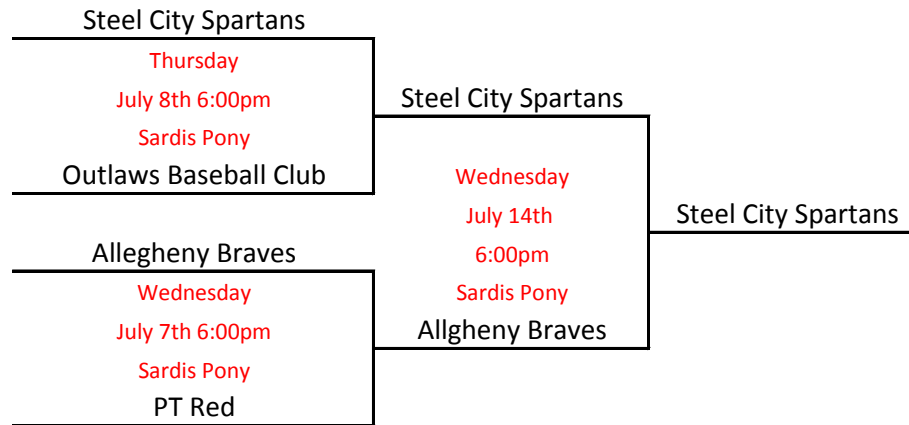 Steel City Spartans
Thursday
July 8th 6:00pm
Sardis Pony
Outlaws Baseball Club
Allegheny Braves
Wednesday
July 7th 6:00pm
Sardis Pony
PT Red
Steel City Spartans
Wednesday
July 14th
6:00pm
Sardis Pony
Allgheny Braves
Steel City Spartans